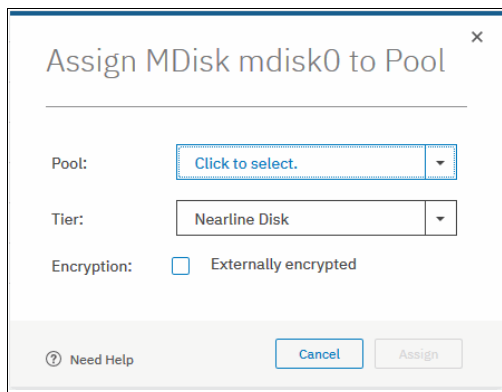 Assign MDisk mdisk0 to Pool
Pool: Click to select.
Tier: Nearline Disk
Encryption: Externally encrypted
Need Help Cancel Assign